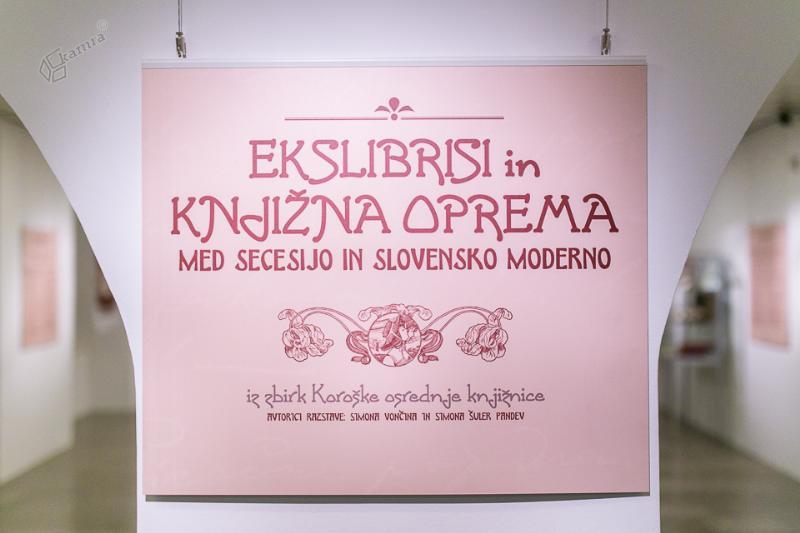 kamra
EKSLIBRISI in
KNJIŽNA OPREMA
MED SECESIJO IN SLOVENSKO MODERNO
iz zbirk Koroške osrednje knjižnice
AVTORICI RAZSTAVE: SIMONA VONČINA IN SIMONA ŠULER PANDEV